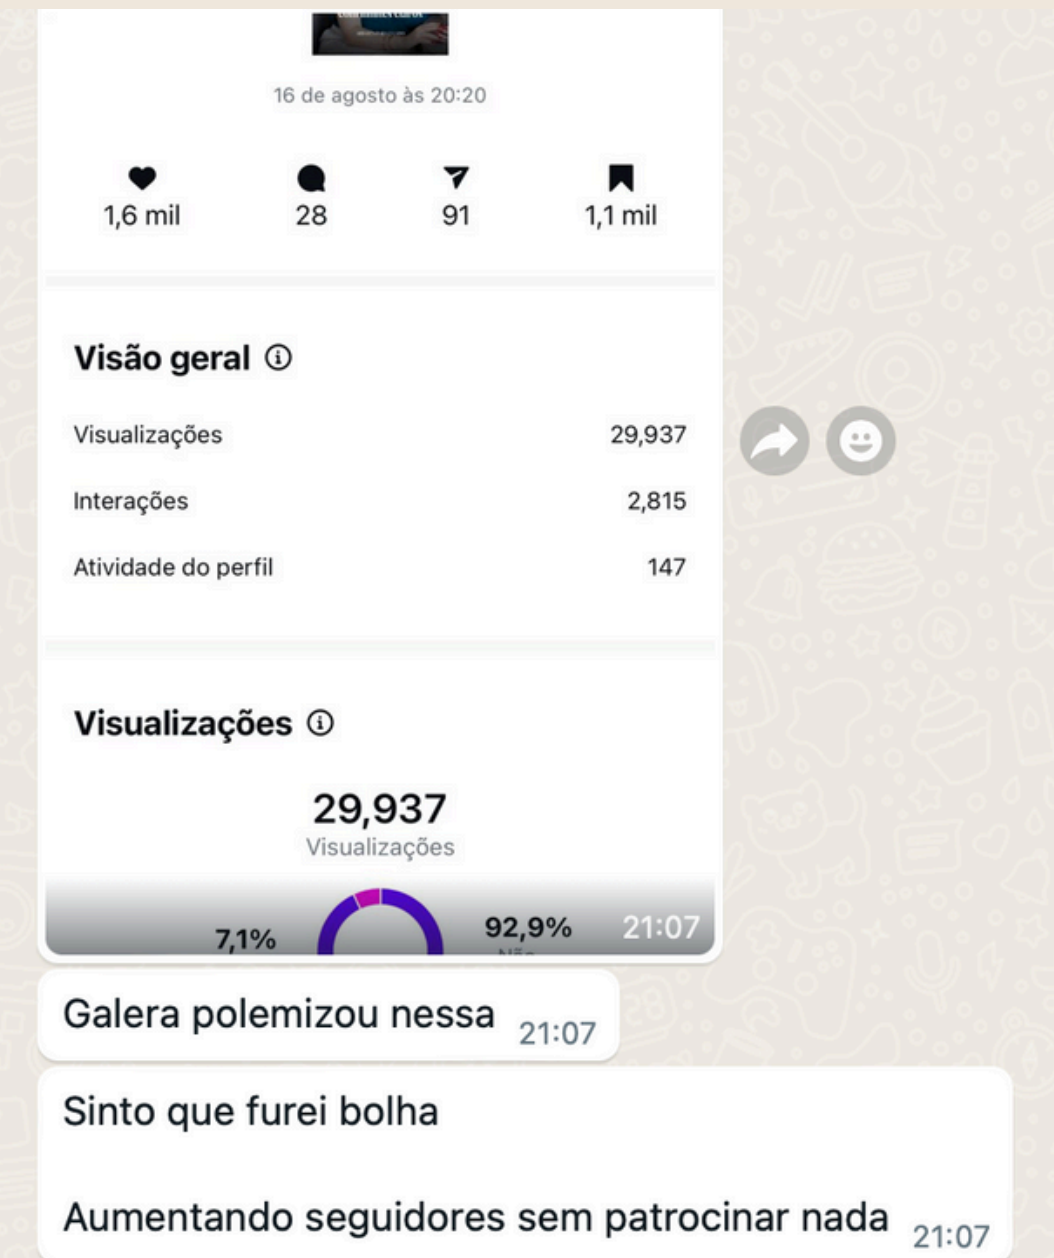 16 de agosto às 20:20
1,6 mil 28 91 1,1 mil
Visão geral
Visualizações 29,937
Interações 2,815
Atividade do perfil 147
Visualizações
29,937
Visualizações
7,1% 92,9% 21:07
Galera polemizou nessa 21:07
Sinto que furei bolha
Aumentando seguidores sem patrocinar nada 21:07